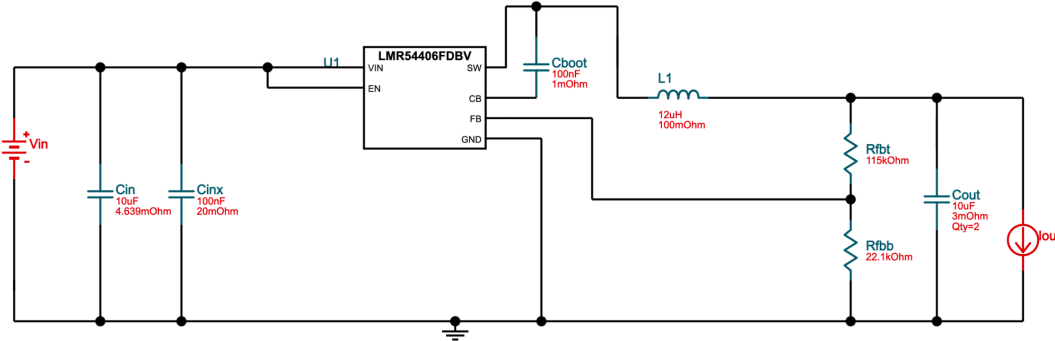 LMR54406FDBV
U1
VIN
SW
EN
CB
FB
GND
Cboot
100nF
1mOhm
L1
12uH
100mOhm
+
Vin
-
Cin
10uF
4.639mOhm
Cinx
100nF
20mOhm
Rfbt
115kOhm
Rfbb
22.1kOhm
Cout
10uF
3mOhm
Qty=2
Iou